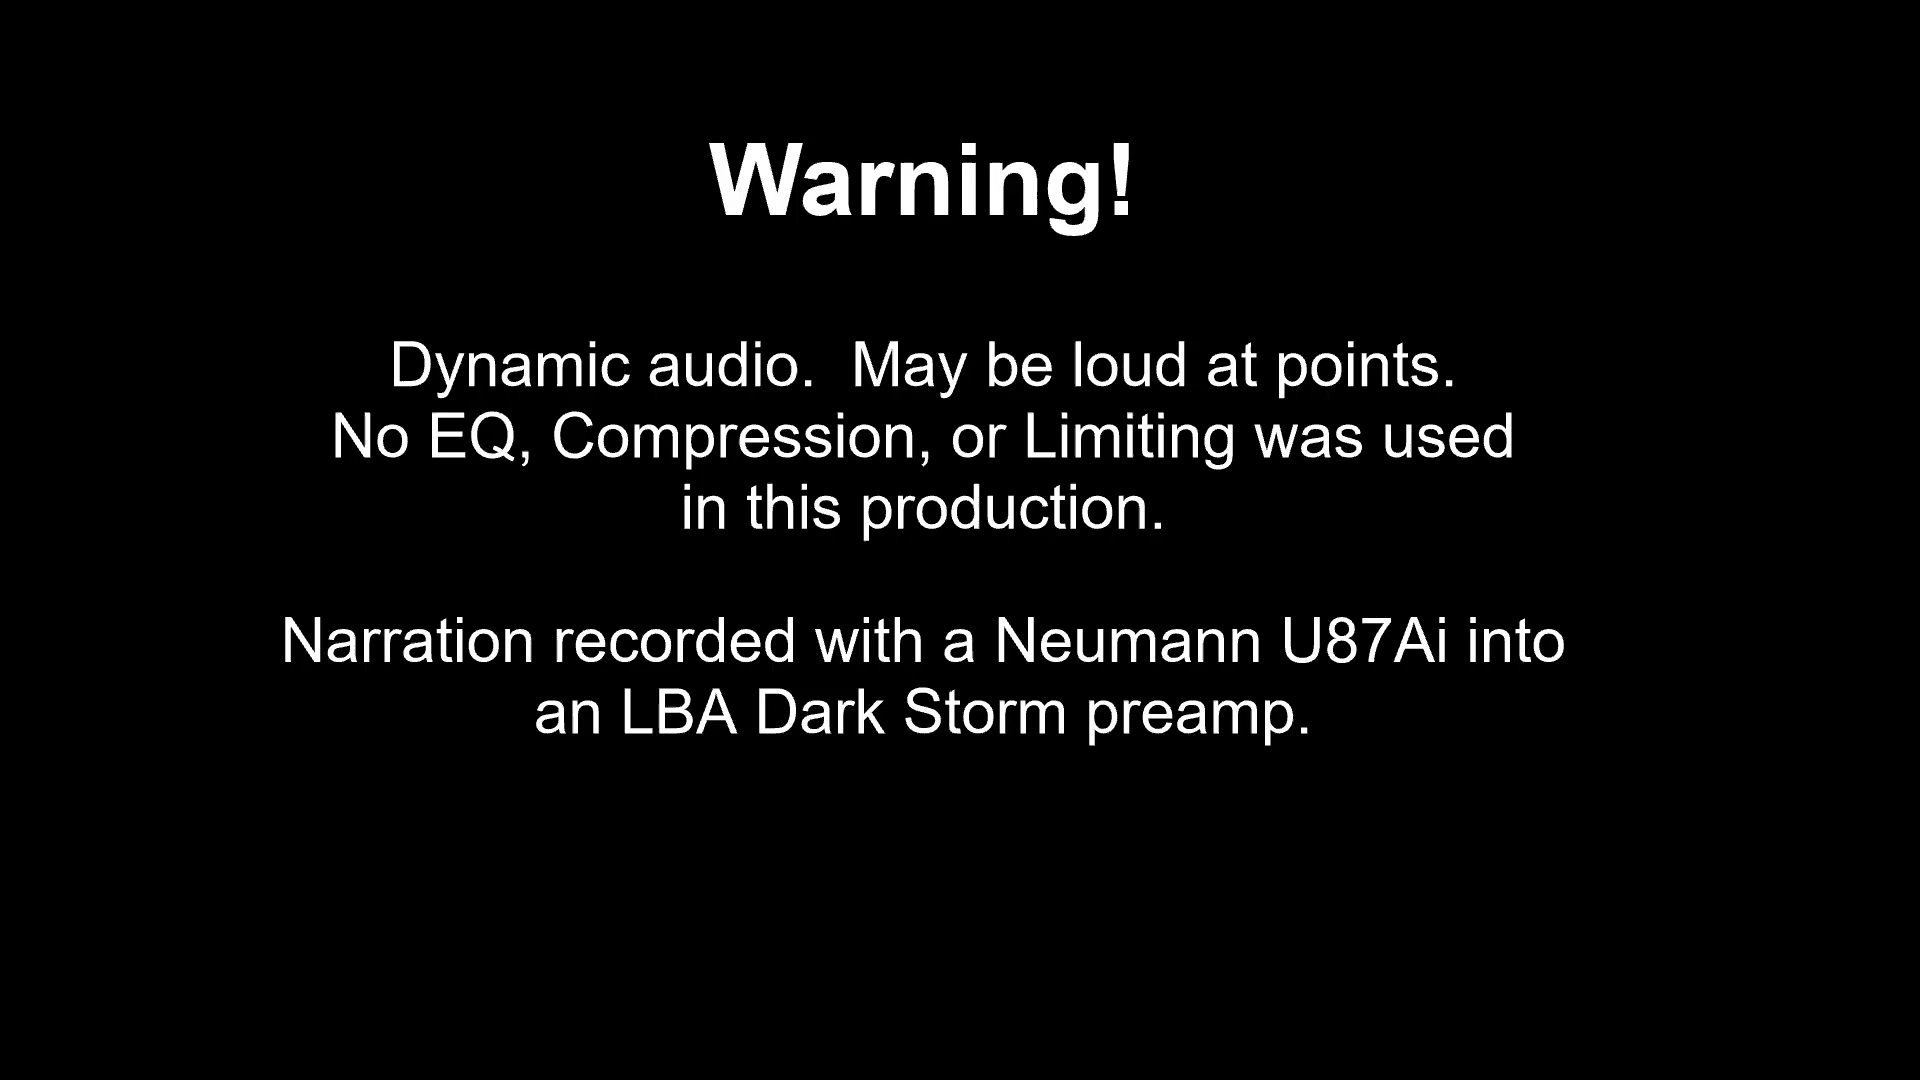 Warning!
Dynamic audio.  May be loud at points.
No EQ, Compression, or Limiting was used
in this production.
Narration recorded with a Neumann U87Ai into
an LBA Dark Storm preamp.